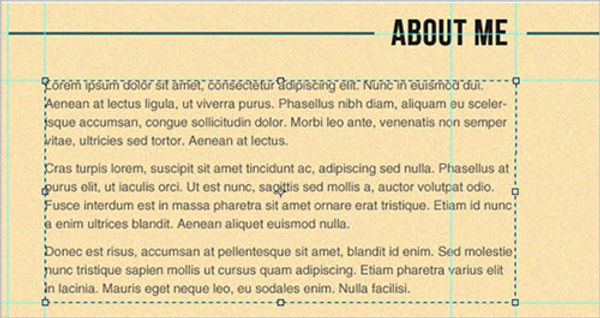 ABOUT ME
Lorem ipsum dolor sit amet, consectetur adipiscing elit. Nunc in euismod dui.
Aenean at lectus ligula, ut viverra purus. Phasellus nibh diam, aliquam eu sceler-
isque accumsan, congue sollicitudin dolor. Morbi leo ante, venenatis non semper
vitae, ultricies sed tortor. Aenean at lectus.
Cras turpis lorem, suscipit sit amet tincidunt ac, adipiscing sed nulla. Phasellus at
purus elit, ut iaculis orci. Ut est nunc, sagittis sed mollis a, auctor volutpat odio.
Fusce interdum est in massa pharetra sit amet ornare erat tristique. Etiam id nunc
a enim ultrices blandit. Aenean aliquet euismod nulla.
Donec est risus, accumsan at pellentesque sit amet, blandit id enim. Sed molestie
nunc tristique sapien mollis ut cursus quam adipiscing. Etiam pharetra varius elit
in lacinia. Mauris eget neque leo, eu sodales enim. Nulla facilisi.